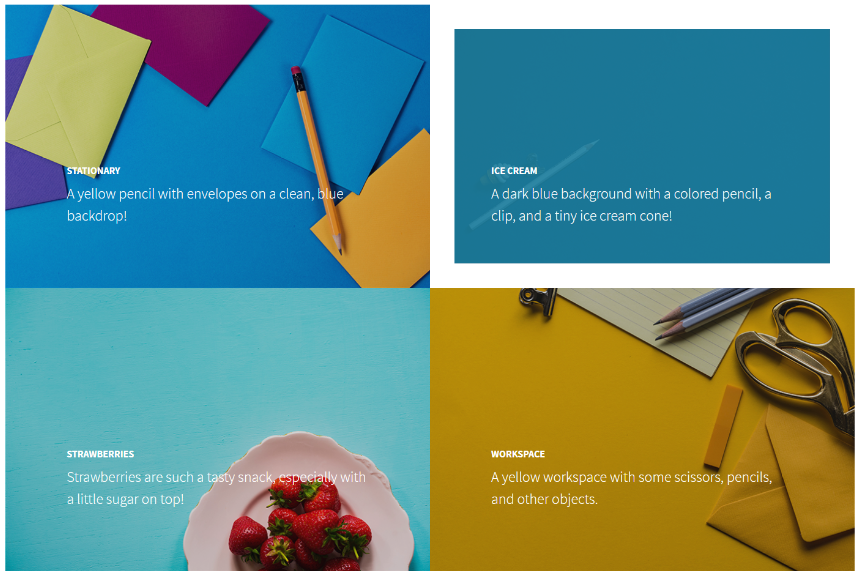 STATIONARY
A yellow pencil with envelopes on a clean, blue
backdrop!
ICE CREAM
A dark blue background with a colored pencil, a
clip, and a tiny ice cream cone!
STRAWBERRIES
Strawberries are such a tasty snack, especially with
a little sugar on top!
WORKSPACE
A yellow workspace with some scissors, pencils,
and other objects.